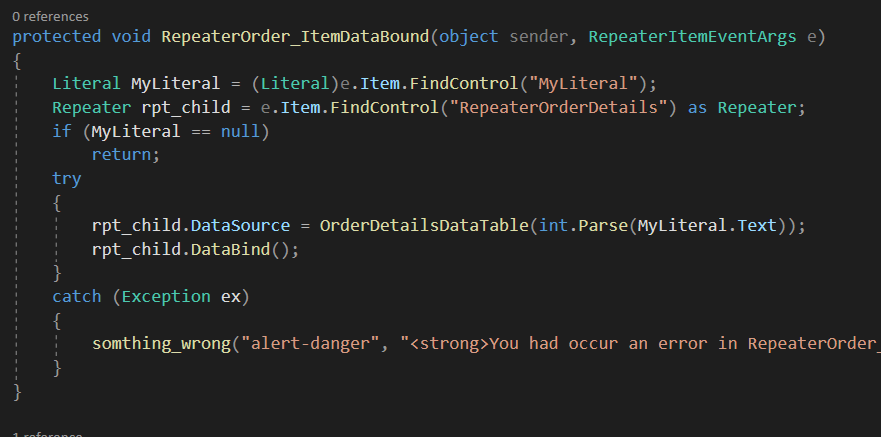 0 references
protected void RepeaterOrder_ItemDataBound(object sender, RepeaterItemEventArgs e)
{
Literal MyLiteral = (Literal)e.Item.FindControl("MyLiteral");
Repeater rpt_child = e.Item.FindControl("RepeaterOrderDetails") as Repeater;
if (MyLiteral == null)
return;
try
{
rpt_child.DataSource = OrderDetailsDataTable(int.Parse(MyLiteral.Text));
rpt_child.DataBind();
}
catch (Exception ex)
{
somthing_wrong("alert-danger", "<strong>You had occur an error in RepeaterOrder_
}
}
1 reference